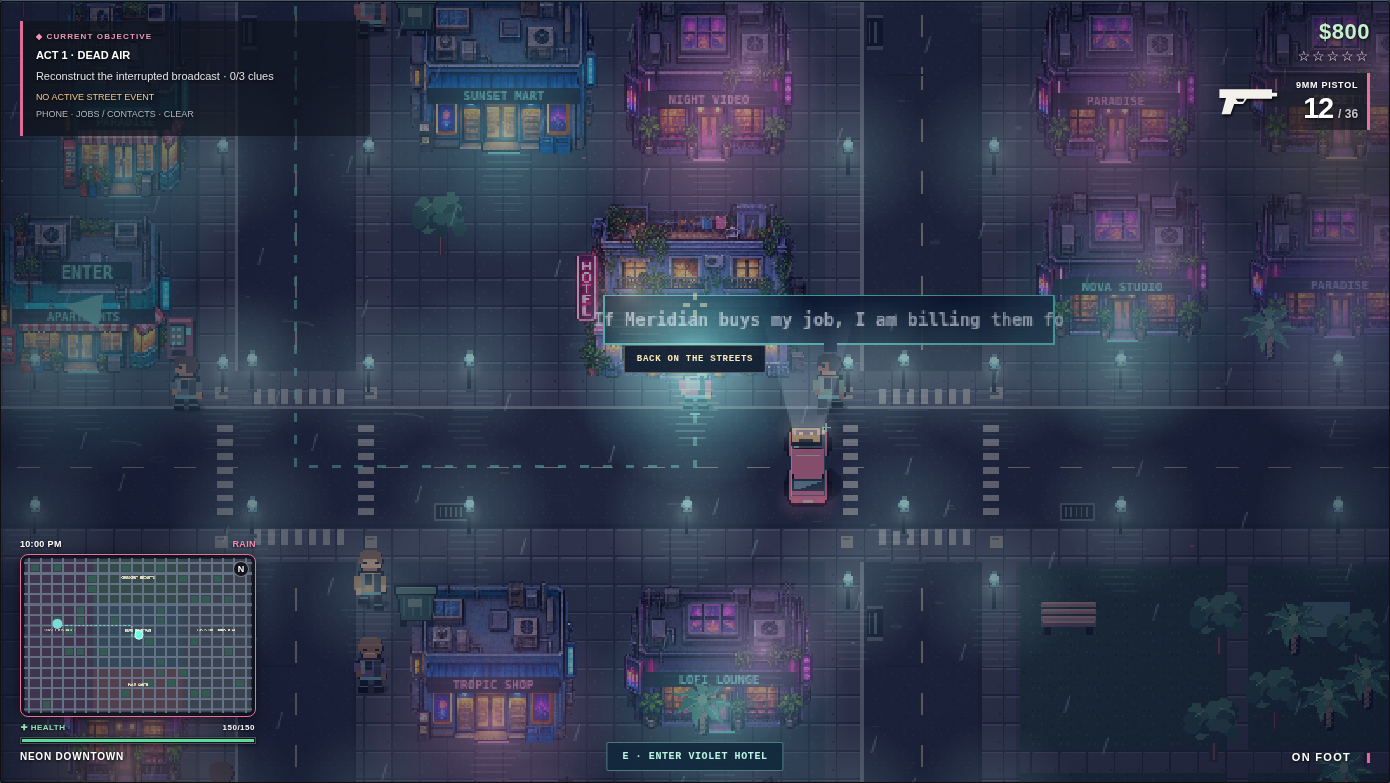 ◆ CURRENT OBJECTIVE
ACT 1 · DEAD AIR
Reconstruct the interrupted broadcast · 0/3 clues
NO ACTIVE STREET EVENT
PHONE · JOBS / CONTACTS · CLEAR
$800
☆☆☆☆☆
9MM PISTOL
12 / 36
SUNSET MART
NIGHT VIDEO
PARADISE
ENTER
APARTMENTS
HOTEL
NOVA STUDIO
PARADISE
If Meridian buys my job, I am billing them fo
BACK ON THE STREETS
10:00 PM
RAIN
N
✚ HEALTH
150/150
NEON DOWNTOWN
TROPIC SHOP
LOFI LOUNGE
E · ENTER VIOLET HOTEL
ON FOOT